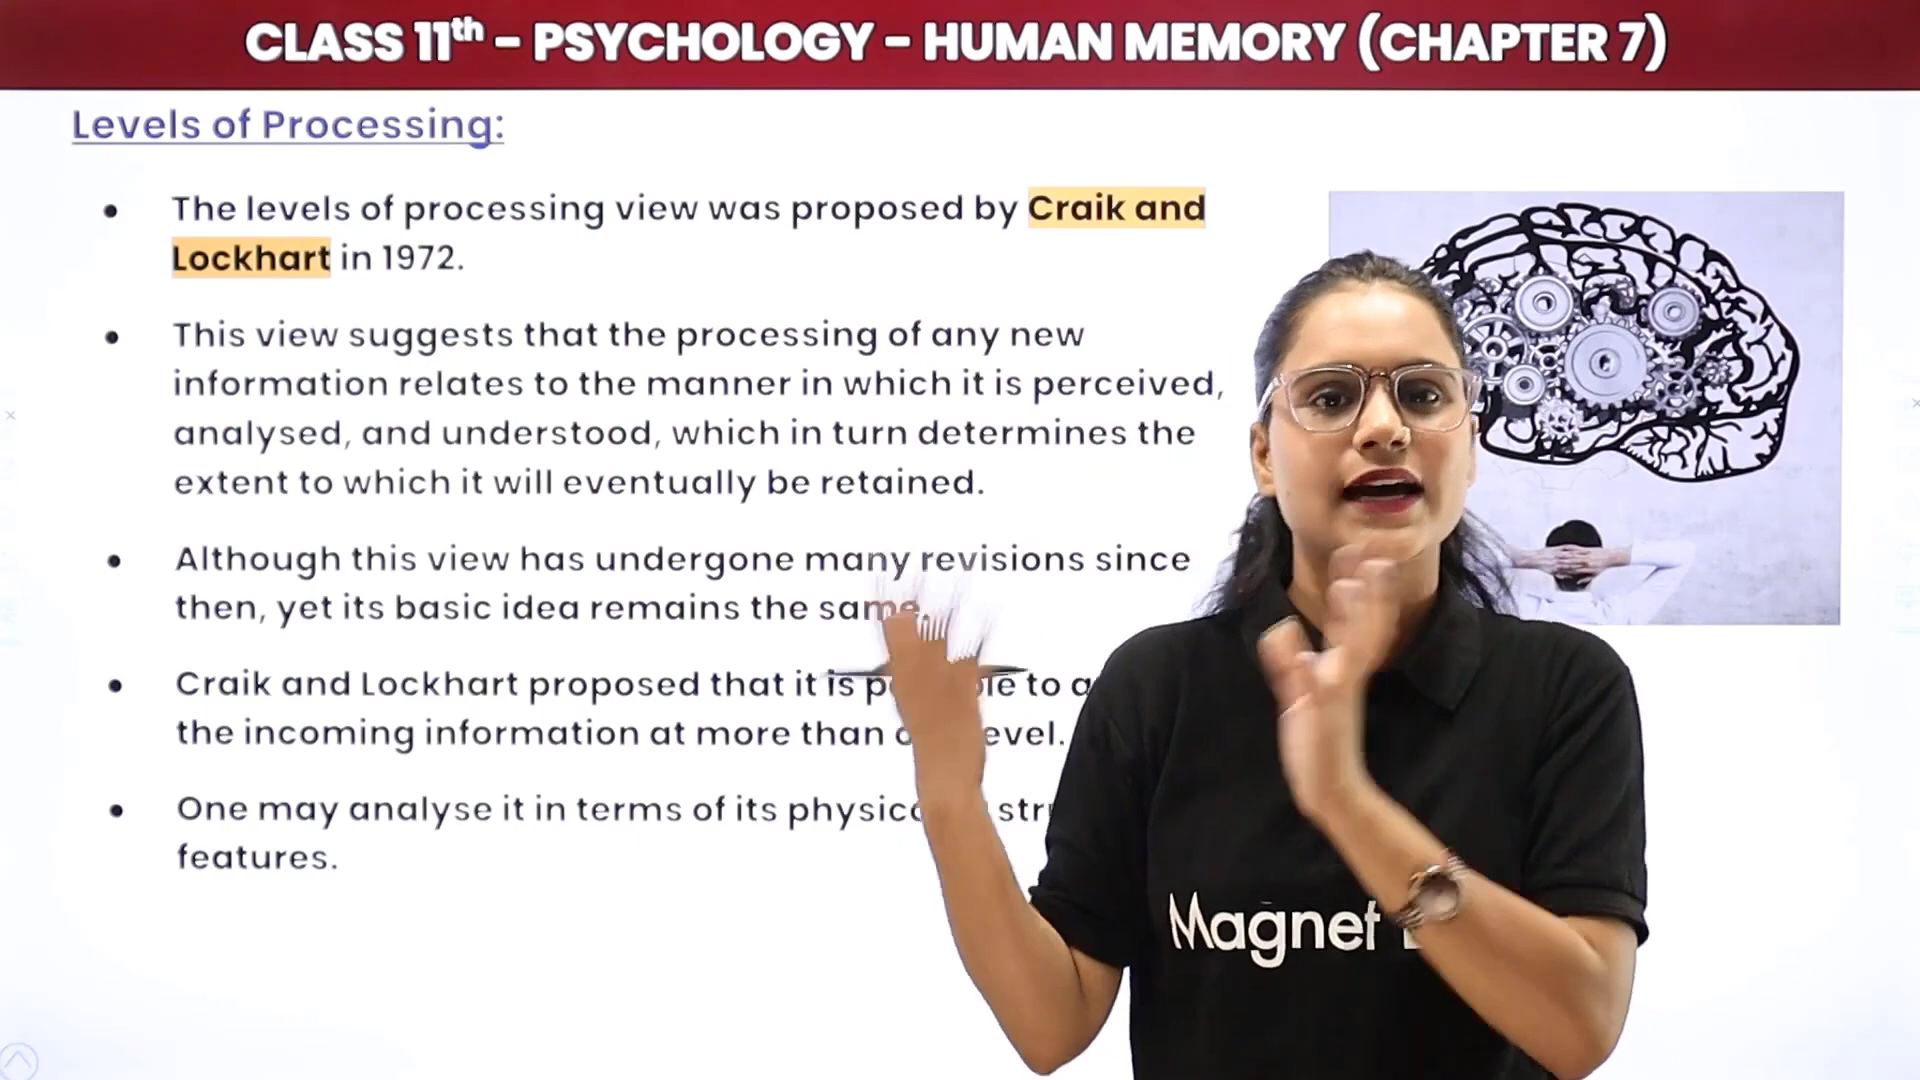 CLASS 11th – PSYCHOLOGY – HUMAN MEMORY (CHAPTER 7)
Levels of Processing:
• The levels of processing view was proposed by Craik and
Lockhart in 1972.
• This view suggests that the processing of any new
information relates to the manner in which it is perceived,
analysed, and understood, which in turn determines the
extent to which it will eventually be retained.
• Although this view has undergone many revisions since
then, yet its basic idea remains the same.
• Craik and Lockhart proposed that it is to
the incoming information at more than
• One may analyse it in terms of its
features.
Magnet